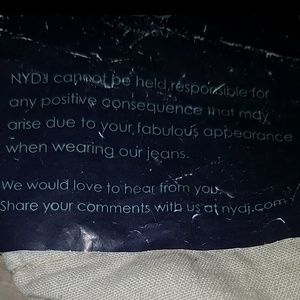 NYDJ cannot be held responsible for
any positive consequence that may
arise due to your fabulous appearance
when wearing our jeans.
We would love to hear from you.
Share your comments with us at nydj.com